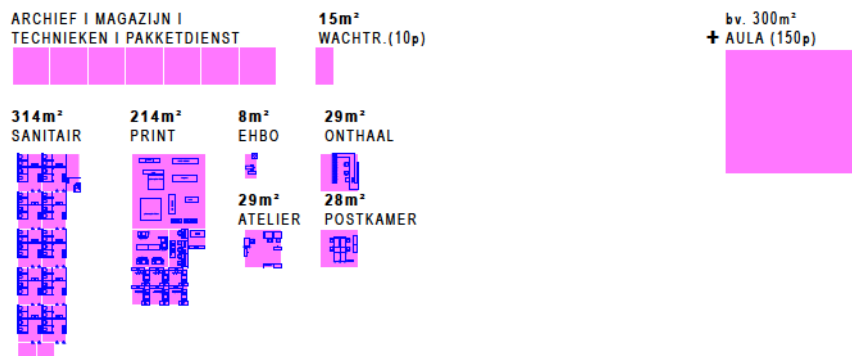 ARCHIEF I MAGAZIJN I
TECHNIEKEN I PAKKETDIENST
15m²
WACHTR.(10p)
bv. 300m²
+ AULA (150p)
314m²
SANITAIR
214m²
PRINT
8m²
EHBO
29m²
ONTHAAL
29m²
ATELIER
28m²
POSTKAMER